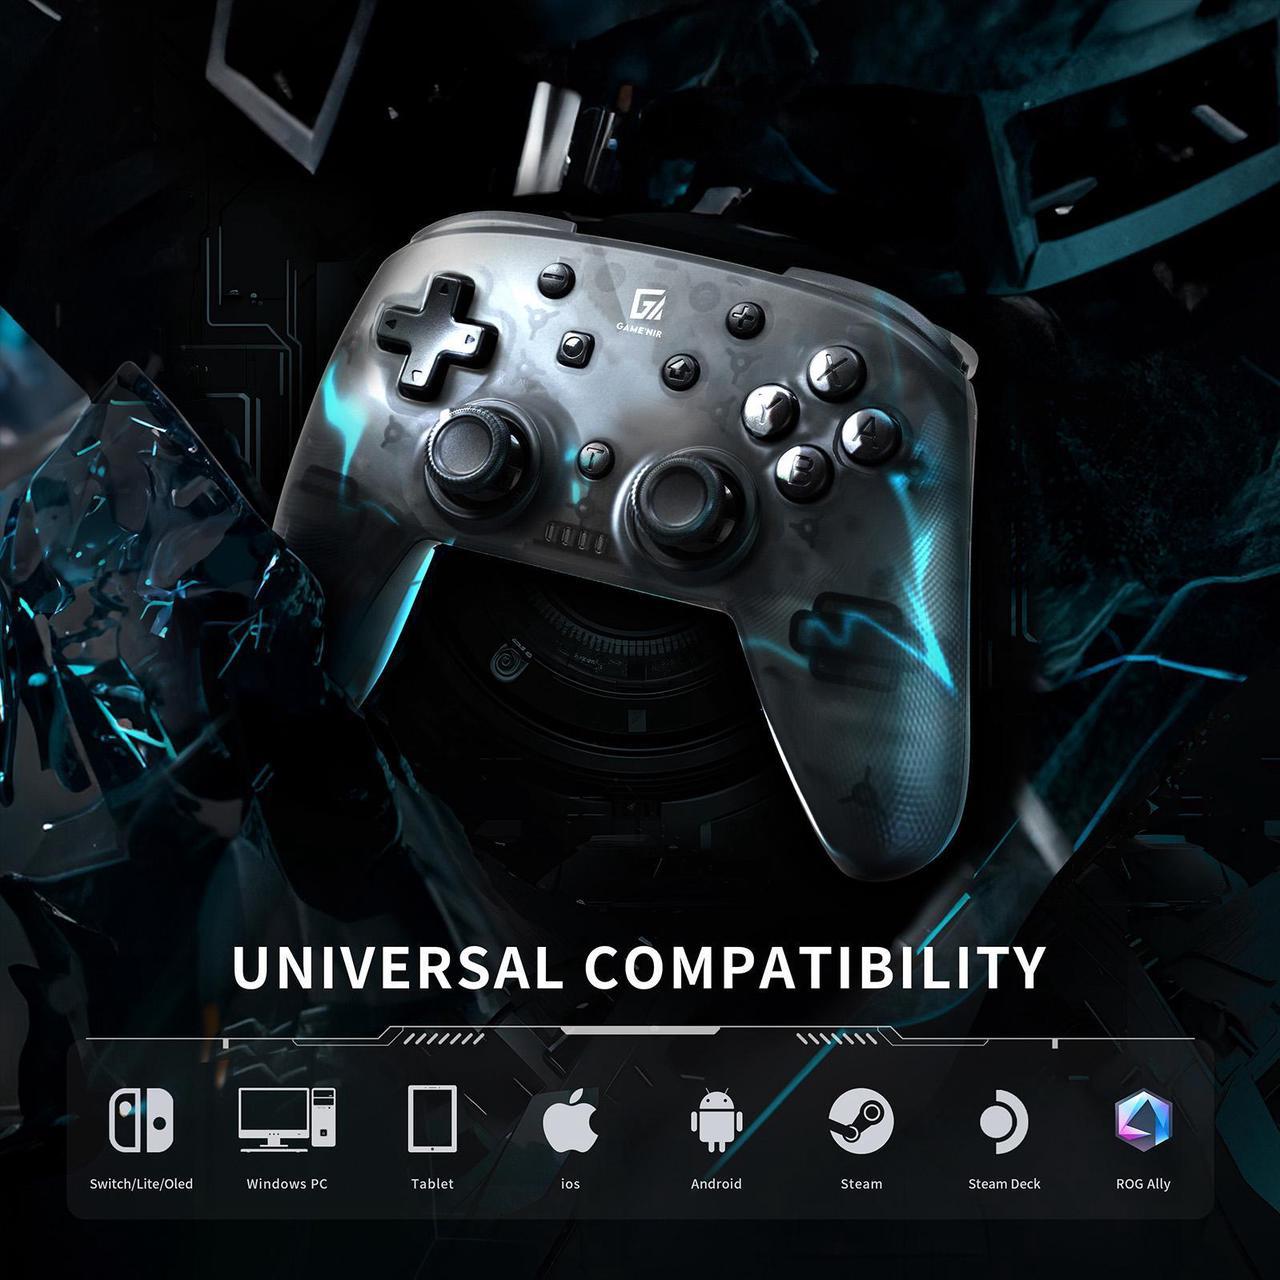 GAME'NIR
X
Y
A
B
T
UNIVERSAL COMPATIBILITY
Switch/Lite/Oled
Windows PC
Tablet
ios
Android
Steam
Steam Deck
ROG Ally